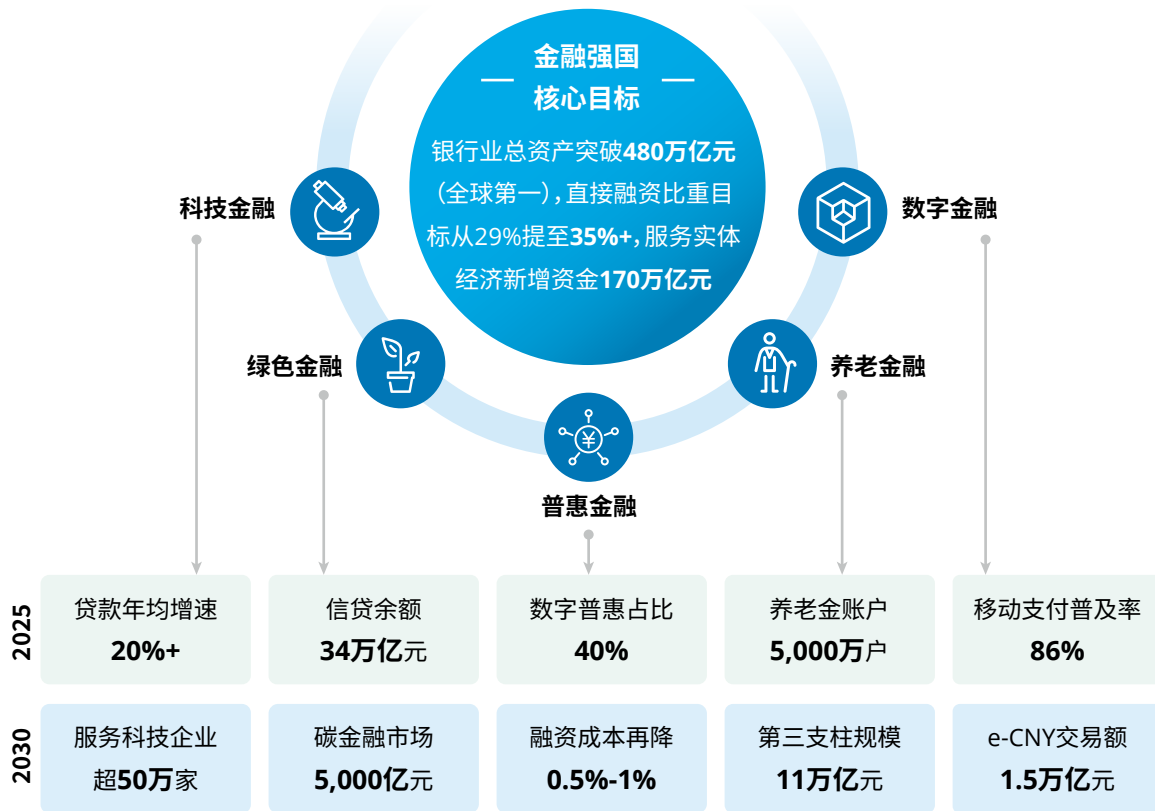 金融强国
核心目标
银行业总资产突破480万亿元
（全球第一），直接融资比重目
标从29%提至35%+，服务实体
经济新增资金170万亿元
科技金融
数字金融
绿色金融
养老金融
¥
普惠金融
2025
贷款年均增速
20%+
信贷余额
34万亿元
数字普惠占比
40%
养老金账户
5,000万户
移动支付普及率
86%
2030
服务科技企业
超50万家
碳金融市场
5,000亿元
融资成本再降
0.5%-1%
第三支柱规模
11万亿元
e-CNY交易额
1.5万亿元